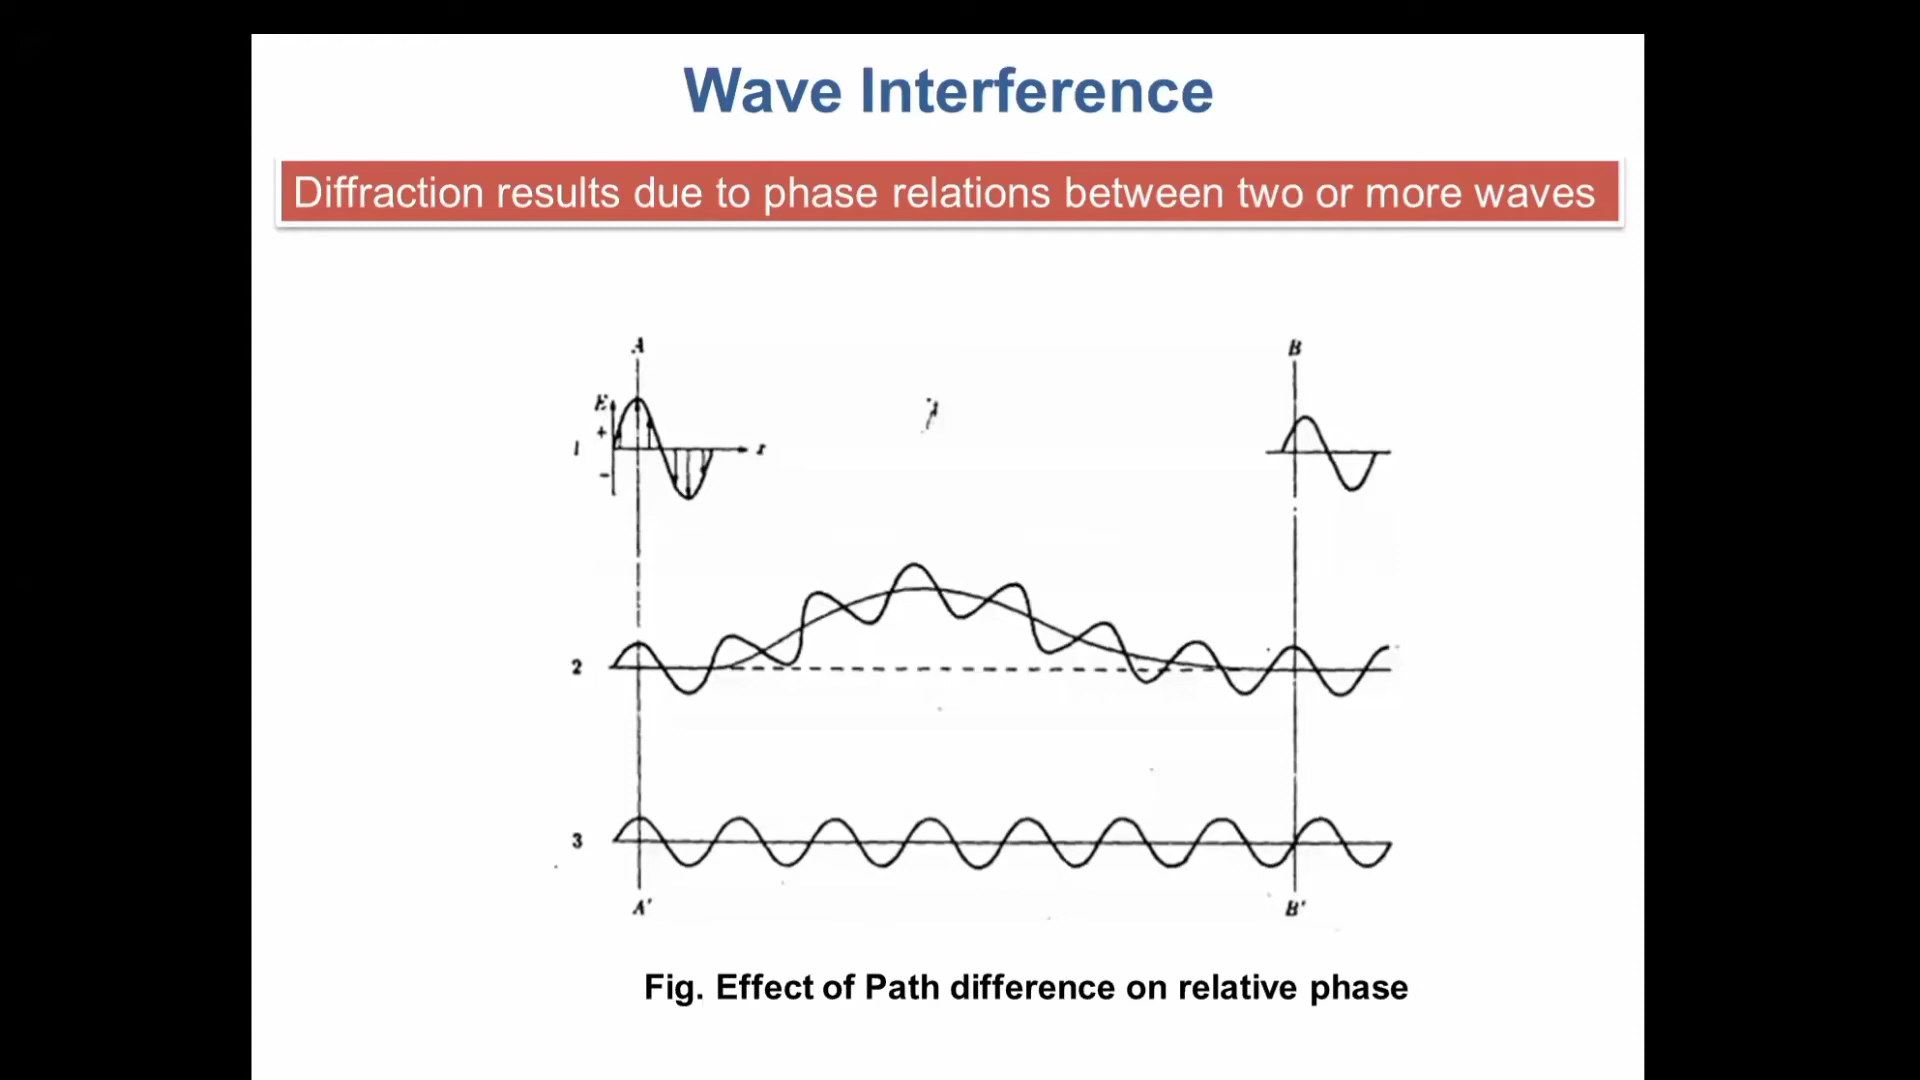 Wave Interference
Diffraction results due to phase relations between two or more waves
A
B
E
+
1
x
-
2
3
A'
B'
Fig. Effect of Path difference on relative phase